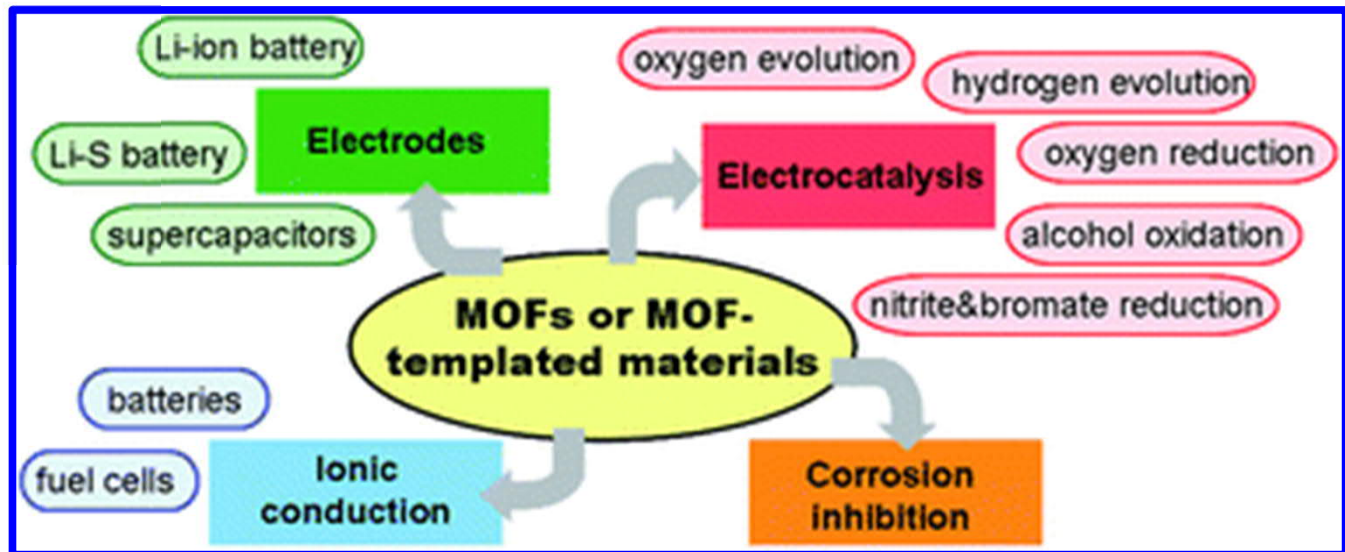 Li-ion battery
Li-S battery
supercapacitors
Electrodes
oxygen evolution
hydrogen evolution
oxygen reduction
alcohol oxidation
nitrite&bromate reduction
Electrocatalysis
MOFs or MOF-
templated materials
batteries
fuel cells
Ionic
conduction
Corrosion
inhibition